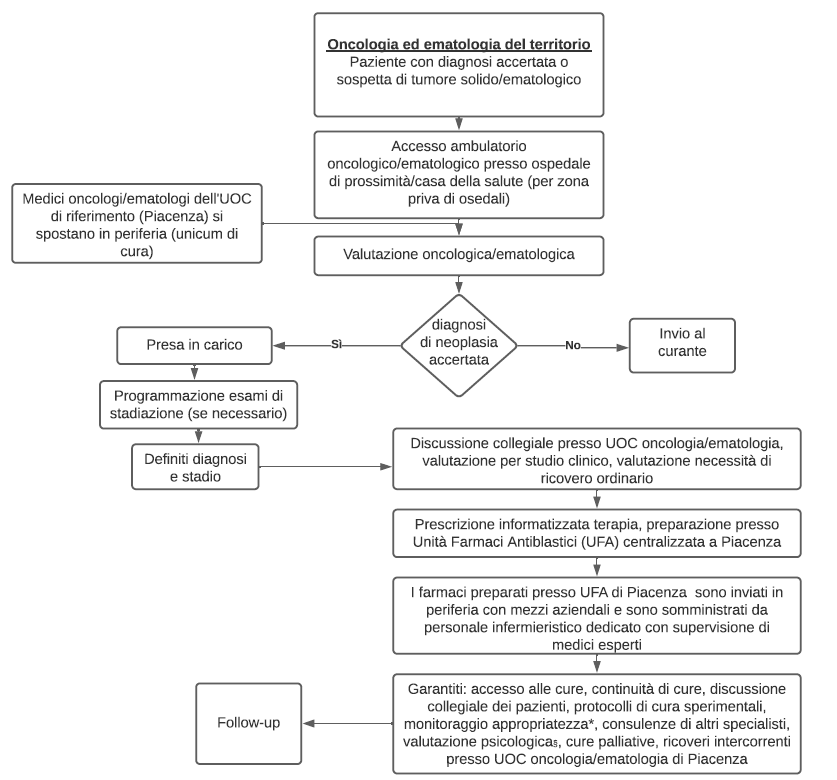 Oncologia ed ematologia del territorio
Paziente con diagnosi accertata o
sospetta di tumore solido/ematologico
Accesso ambulatorio
oncologico/ematologico presso ospedale
di prossimità/casa della salute (per zona
priva di osedali)
Medici oncologi/ematologi dell'UOC
di riferimento (Piacenza) si
spostano in periferia (unicum di
cura)
Valutazione oncologica/ematologica
diagnosi
di neoplasia
accertata
Sì
No
Invio al
curante
Presa in carico
Programmazione esami di
stadiazione (se necessario)
Definiti diagnosi
e stadio
Discussione collegiale presso UOC oncologia/ematologia,
valutazione per studio clinico, valutazione necessità di
ricovero ordinario
Prescrizione informatizzata terapia, preparazione presso
Unità Farmaci Antiblastici (UFA) centralizzata a Piacenza
I farmaci preparati presso UFA di Piacenza sono inviati in
periferia con mezzi aziendali e sono somministrati da
personale infermieristico dedicato con supervisione di
medici esperti
Garantiti: accesso alle cure, continuità di cure, discussione
collegiale dei pazienti, protocolli di cura sperimentali,
monitoraggio appropriatezza*, consulenze di altri specialisti,
valutazione psicologica§, cure palliative, ricoveri intercorrenti
presso UOC oncologia/ematologia di Piacenza
Follow-up